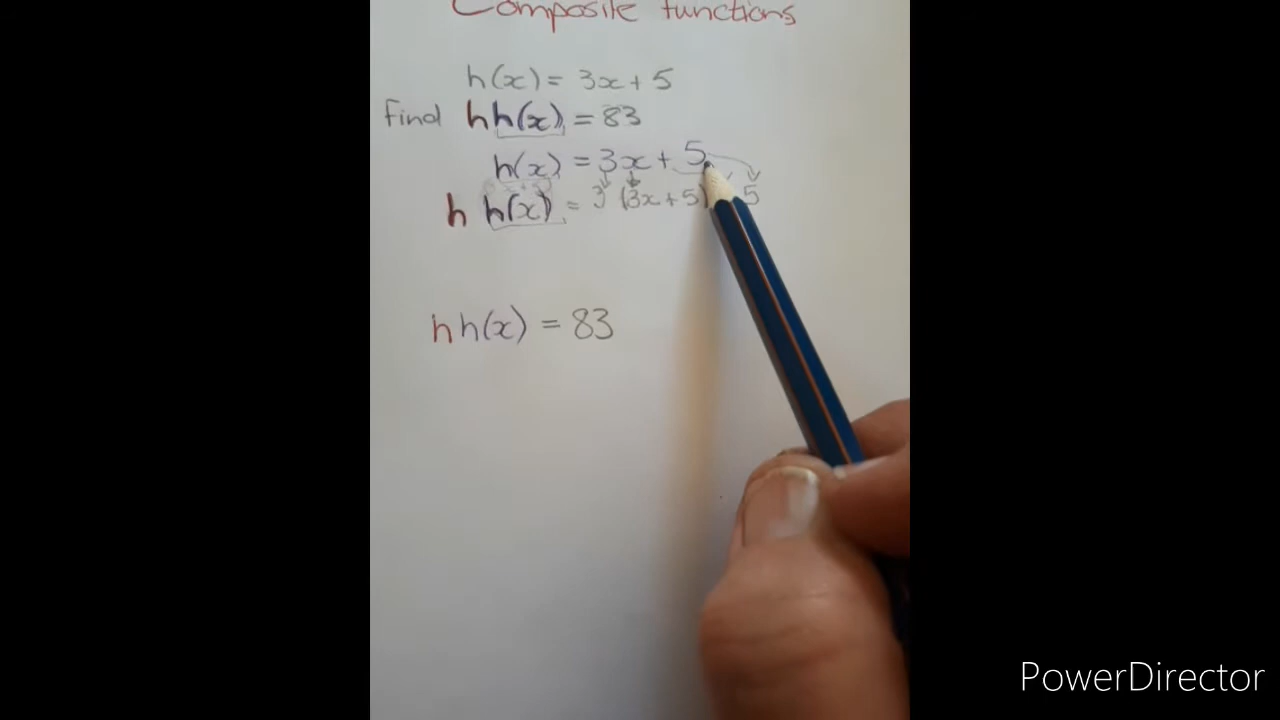 Composite functions
h(x) = 3x + 5
Find hh(x) = 83
h(x) = 3x + 5
h h(x) = 3 (3x + 5) 5
hh(x) = 83
PowerDirector